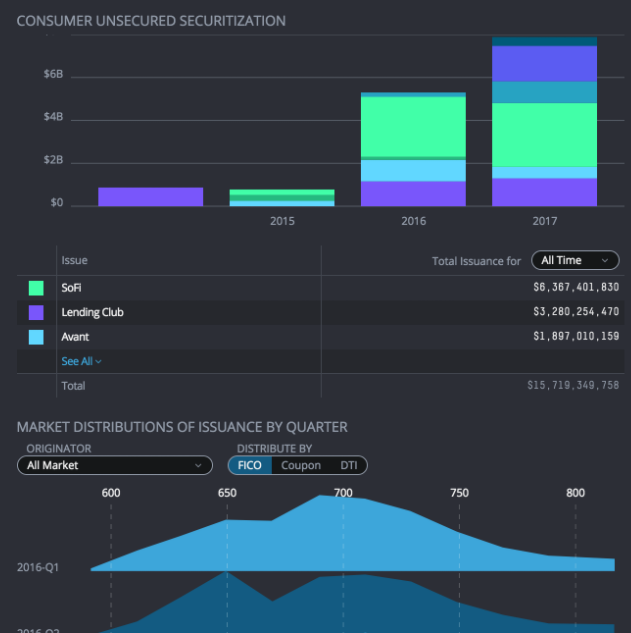 CONSUMER UNSECURED SECURITIZATION
$6B
$4B
$2B
$0
2015 2016 2017
Issue Total Issuance for All Time
SoFi $6,367,401,830
Lending Club $3,280,254,470
Avant $1,897,010,159
See All
Total $15,719,349,758
MARKET DISTRIBUTIONS OF ISSUANCE BY QUARTER
ORIGINATOR DISTRIBUTE BY
All Market FICO Coupon DTI
600 650 700 750 800
2016-Q1
2016-Q2